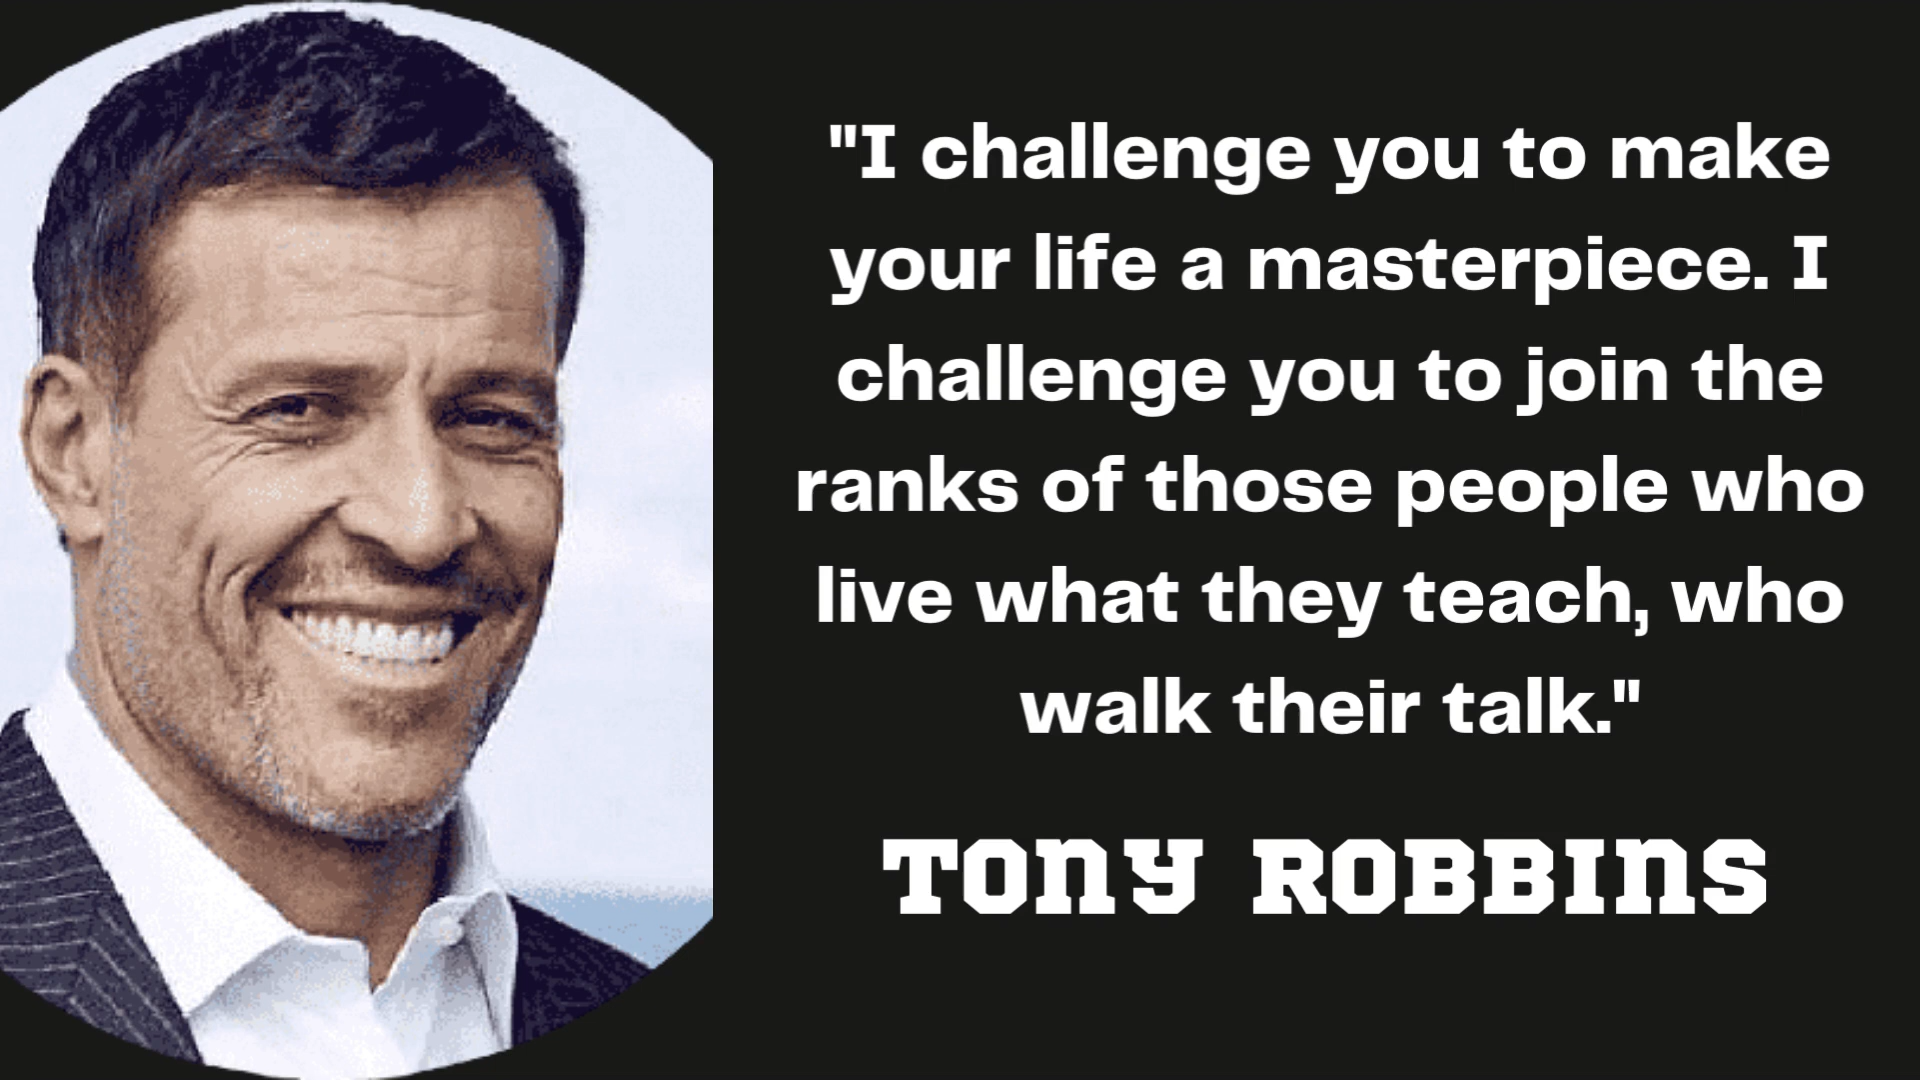 "I challenge you to make
your life a masterpiece. I
challenge you to join the
ranks of those people who
live what they teach, who
walk their talk."
TONY ROBBINS